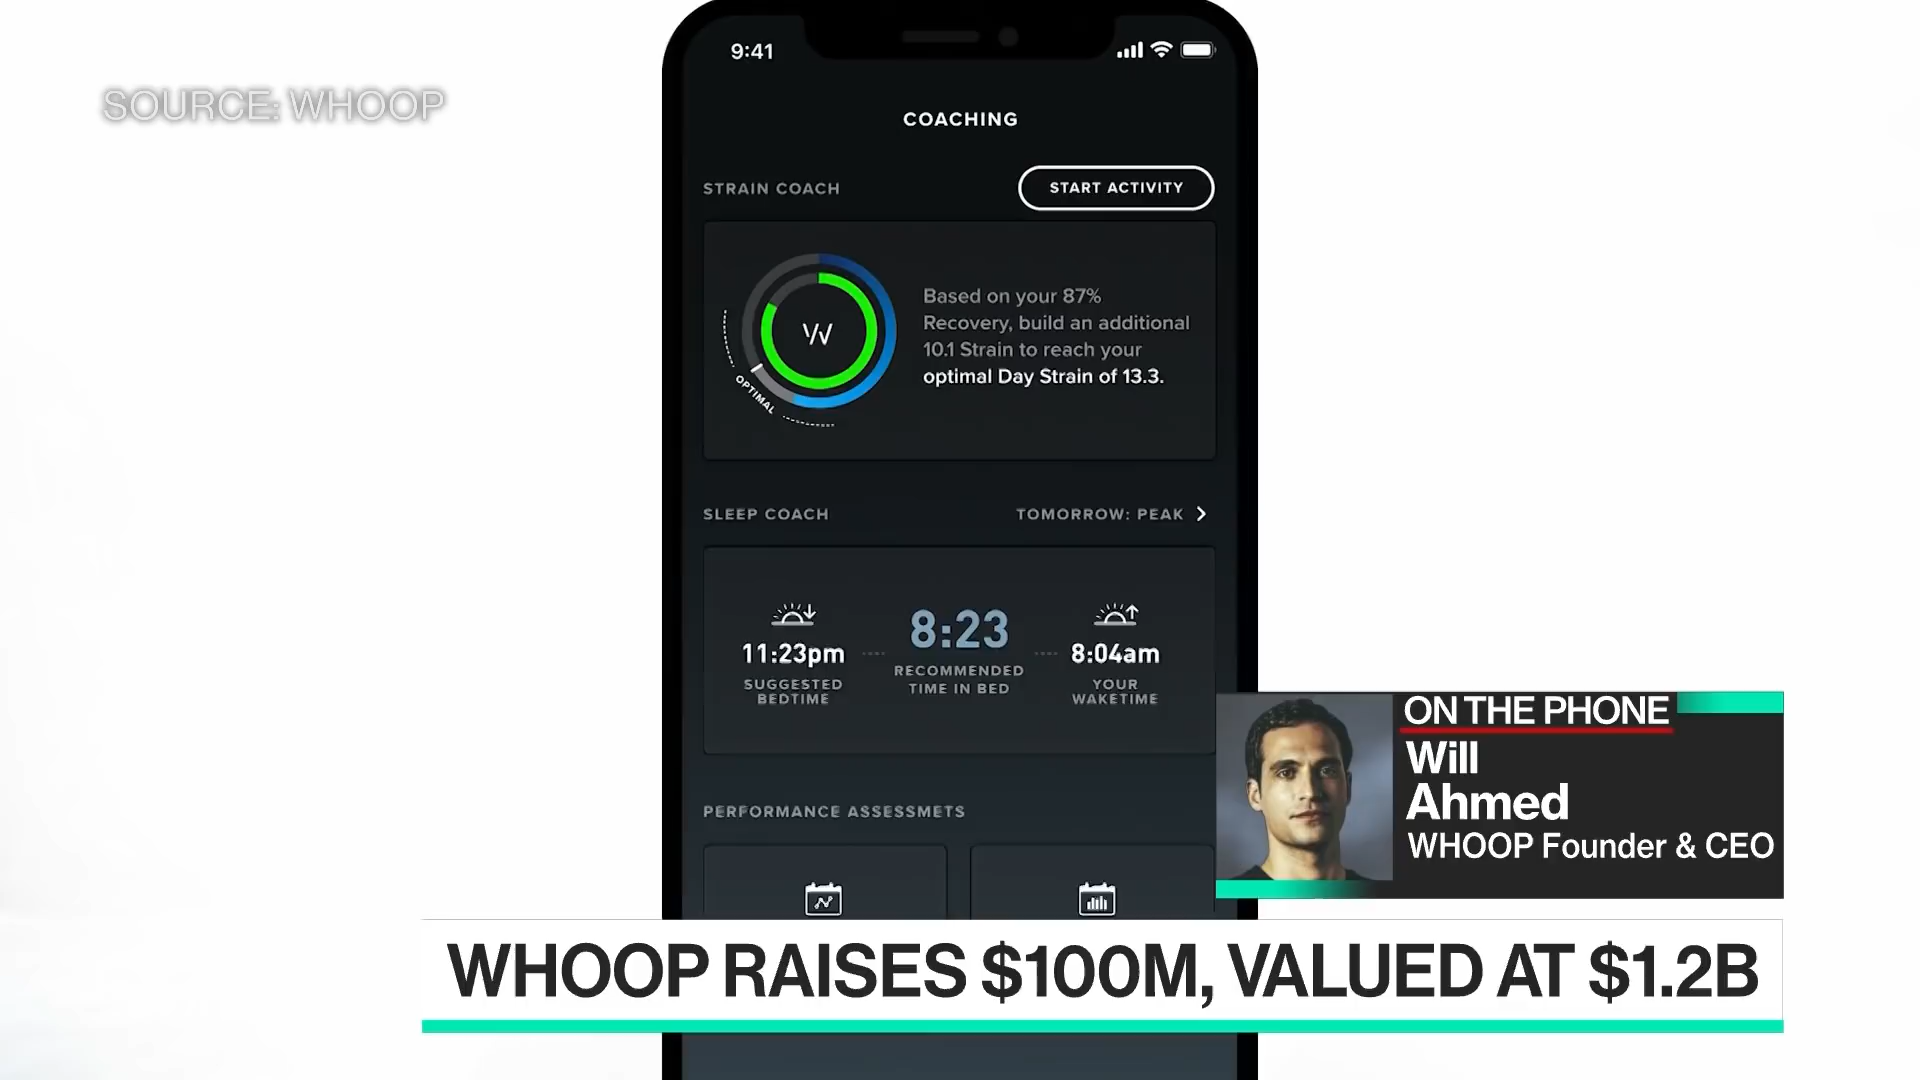 9:41
SOURCE: WHOOP
COACHING
STRAIN COACH
START ACTIVITY
Based on your 87%
Recovery, build an additional
10.1 Strain to reach your
optimal Day Strain of 13.3.
OPTIMAL
SLEEP COACH
TOMORROW: PEAK
11:23pm
SUGGESTED
BEDTIME
8:23
RECOMMENDED
TIME IN BED
8:04am
YOUR
WAKETIME
PERFORMANCE ASSESSMETS
ON THE PHONE
Will
Ahmed
WHOOP Founder & CEO
WHOOP RAISES $100M, VALUED AT $1.2B